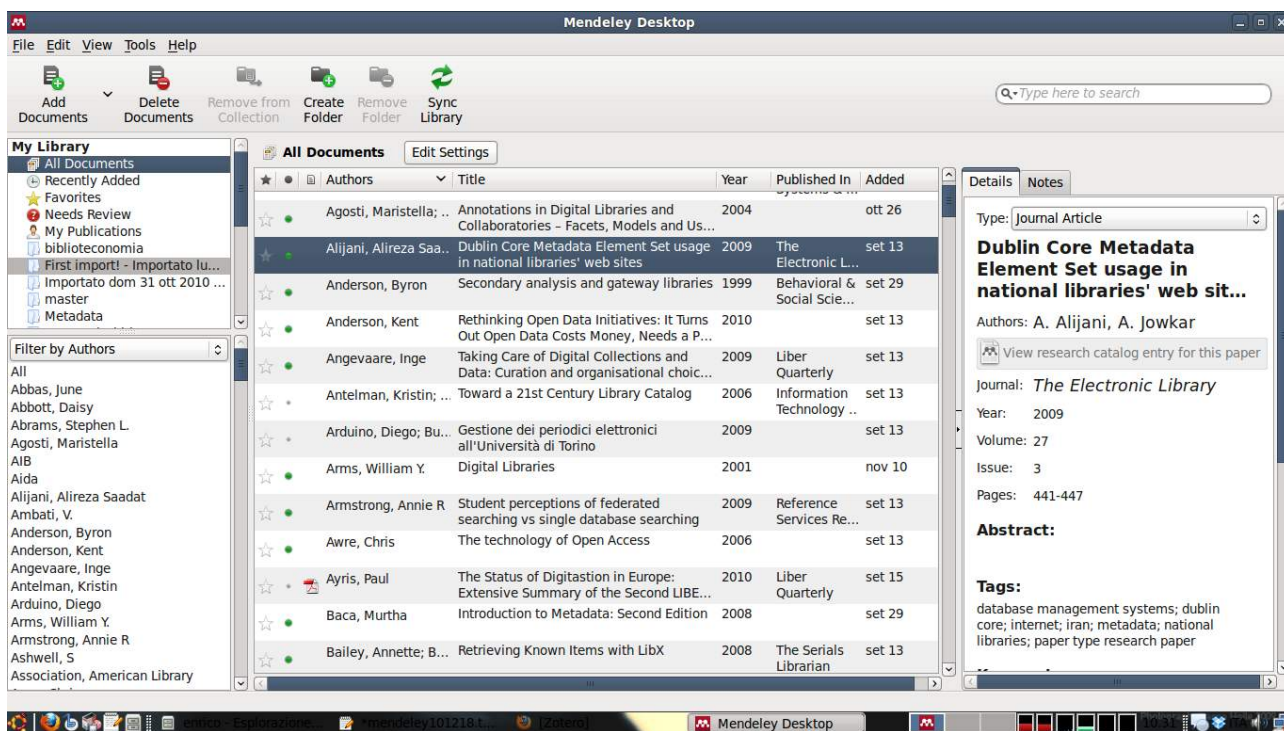 Mendeley Desktop
File Edit View Tools Help
Add Documents
Delete Documents
Remove from Collection
Create Folder
Remove Folder
Sync Library
Type here to search
My Library
All Documents
Recently Added
Favorites
Needs Review
My Publications
biblioteconomia
First import! - Importato lu...
Importato dom 31 ott 2010 ...
master
Metadata
Filter by Authors
All
Abbas, June
Abbott, Daisy
Abrams, Stephen L.
Agosti, Maristella
AIB
Aida
Alijani, Alireza Saadat
Ambati, V.
Anderson, Byron
Anderson, Kent
Angevaare, Inge
Antelman, Kristin
Arduino, Diego
Arms, William Y.
Armstrong, Annie R
Ashwell, S
Association, American Library
All Documents Edit Settings
Authors Title Year Published In Added
Agosti, Maristella; .. Annotations in Digital Libraries and 2004 ott 26
Collaboratories – Facets, Models and Us...
Alijani, Alireza Saa.. Dublin Core Metadata Element Set usage 2009 The set 13
in national libraries' web sites Electronic L...
Anderson, Byron Secondary analysis and gateway libraries 1999 Behavioral & set 29
Social Scie...
Anderson, Kent Rethinking Open Data Initiatives: It Turns 2010 set 13
Out Open Data Costs Money, Needs a P...
Angevaare, Inge Taking Care of Digital Collections and 2009 Liber set 13
Data: Curation and organisational choic... Quarterly
Antelman, Kristin; ... Toward a 21st Century Library Catalog 2006 Information set 13
Technology ..
Arduino, Diego; Bu... Gestione dei periodici elettronici 2009 set 13
all'Università di Torino
Arms, William Y. Digital Libraries 2001 nov 10
Armstrong, Annie R Student perceptions of federated 2009 Reference set 13
searching vs single database searching Services Re...
Awre, Chris The technology of Open Access 2006 set 13
Ayris, Paul The Status of Digitastion in Europe: 2010 Liber set 15
Extensive Summary of the Second LIBE... Quarterly
Baca, Murtha Introduction to Metadata: Second Edition 2008 set 29
Bailey, Annette; B... Retrieving Known Items with LibX 2008 The Serials set 13
Librarian
Details Notes
Type: Journal Article
Dublin Core Metadata
Element Set usage in
national libraries' web sit...
Authors: A. Alijani, A. Jowkar
View research catalog entry for this paper
Journal: The Electronic Library
Year: 2009
Volume: 27
Issue: 3
Pages: 441-447
Abstract:
Tags:
database management systems; dublin
core; internet; iran; metadata; national
libraries; paper type research paper
enrico - Esplorazione... *mendeley101218.t... [Zotero] Mendeley Desktop 10.31 ITA